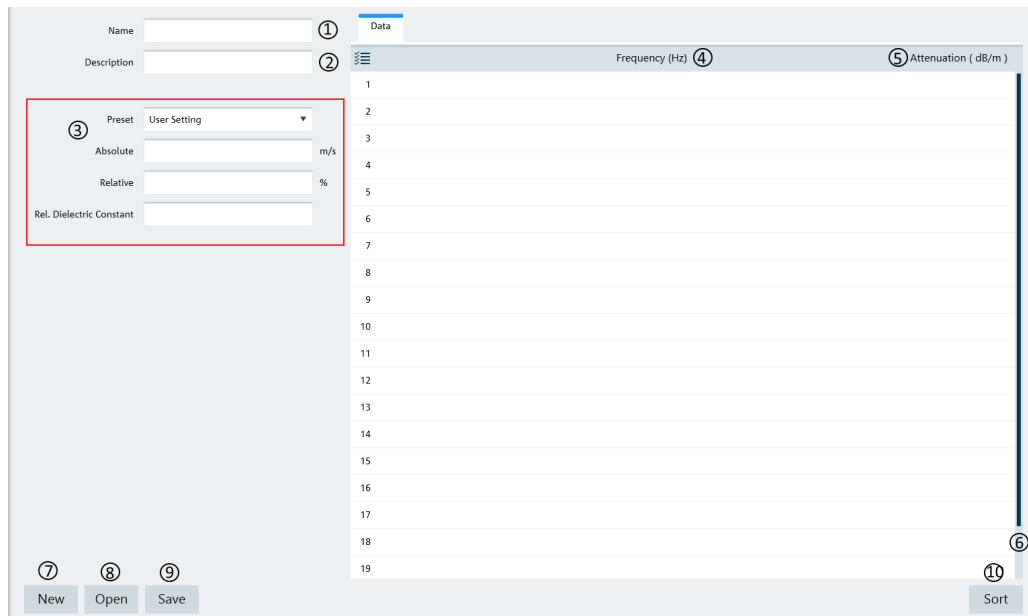 Name ①
Description ②
③ Preset User Setting
Absolute m/s
Relative %
Rel. Dielectric Constant
Data
Frequency (Hz) ④ ⑤ Attenuation ( dB/m )
1
2
3
4
5
6
7
8
9
10
11
12
13
14
15
16
17
18
⑥
19
⑦ ⑧ ⑨ ⑩
New Open Save Sort